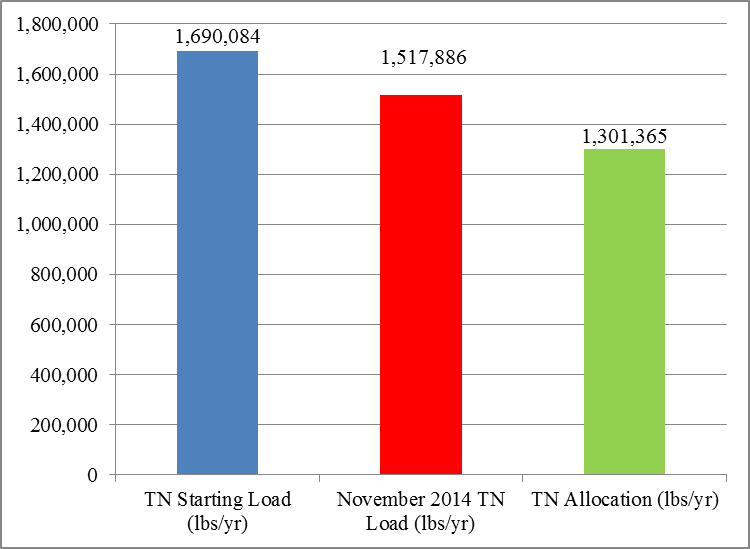 1,800,000
1,600,000
1,400,000
1,200,000
1,000,000
800,000
600,000
400,000
200,000
0
1,690,084
1,517,886
1,301,365
TN Starting Load
(lbs/yr)
November 2014 TN
Load (lbs/yr)
TN Allocation (lbs/yr)